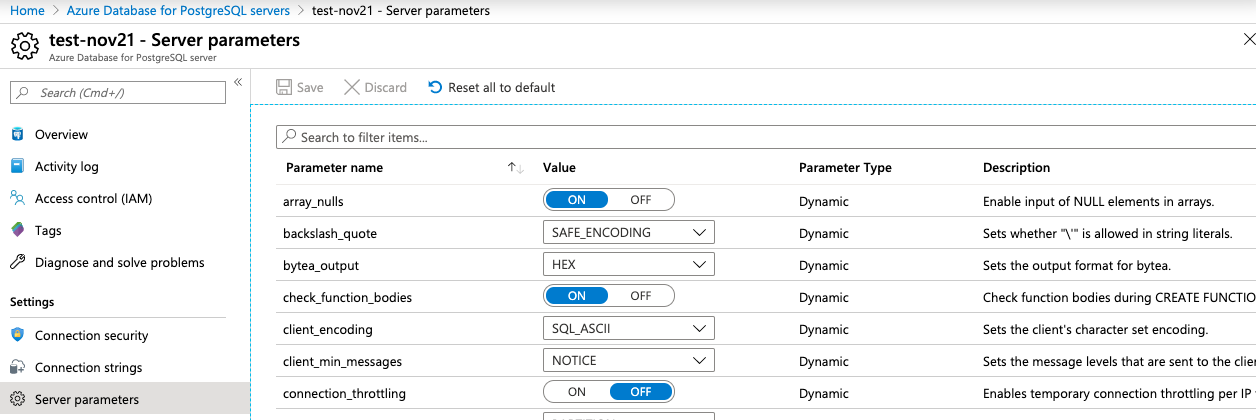 Home > Azure Database for PostgreSQL servers > test-nov21 - Server parameters
test-nov21 - Server parameters
Azure Database for PostgreSQL server
Search (Cmd+/)
«
Overview
Activity log
Access control (IAM)
Tags
Diagnose and solve problems
Settings
Connection security
Connection strings
Server parameters
Save Discard Reset all to default
Search to filter items...
Parameter name Value Parameter Type Description
array_nulls ON OFF Dynamic Enable input of NULL elements in arrays.
backslash_quote SAFE_ENCODING Dynamic Sets whether "\'" is allowed in string literals.
bytea_output HEX Dynamic Sets the output format for bytea.
check_function_bodies ON OFF Dynamic Check function bodies during CREATE FUNCTIO
client_encoding SQL_ASCII Dynamic Sets the client's character set encoding.
client_min_messages NOTICE Dynamic Sets the message levels that are sent to the clie
connection_throttling ON OFF Dynamic Enables temporary connection throttling per IP